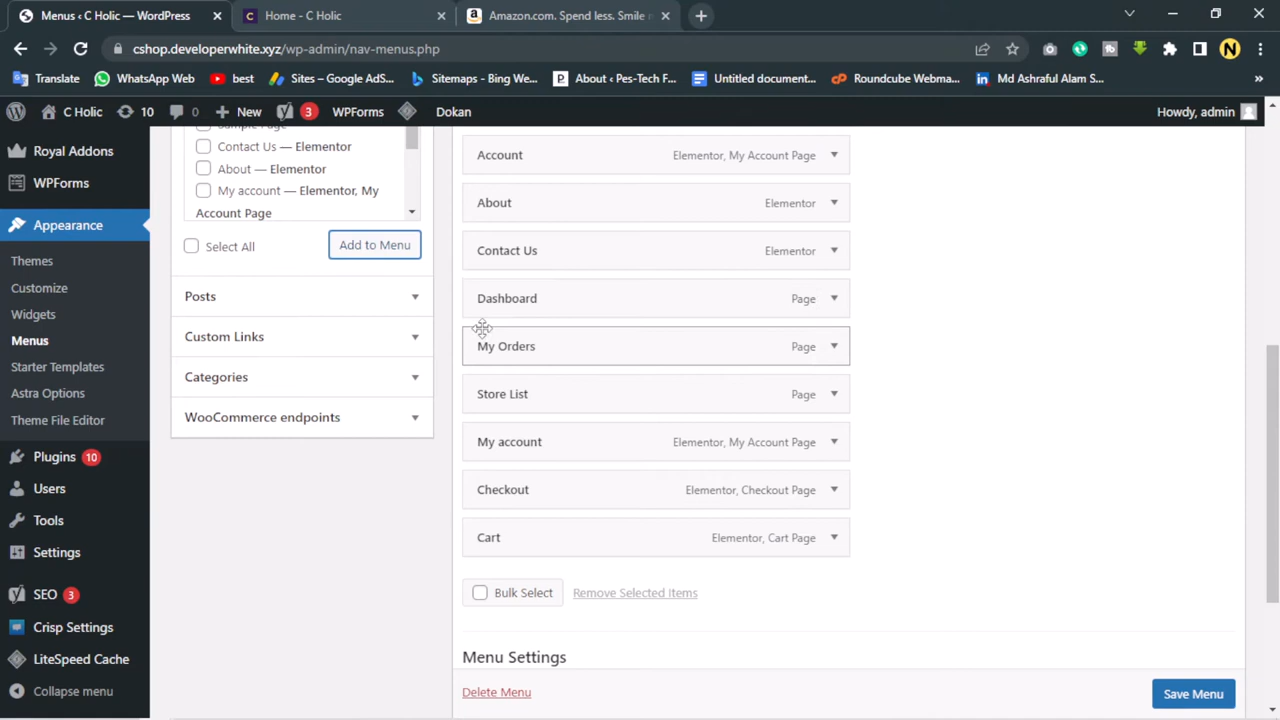 Menus ‹ C Holic — WordPress
Home - C Holic
Amazon.com. Spend less. Smile
cshop.developerwhite.xyz/wp-admin/nav-menus.php
N
Translate
WhatsApp Web
best
Sites – Google AdS...
Sitemaps - Bing We...
P About ‹ Pes-Tech F...
Untitled document...
Roundcube Webma...
in Md Ashraful Alam S...
»
C Holic 10 0 New 3 WPForms Dokan Howdy, admin
Royal Addons
WPForms
Appearance
Themes
Customize
Widgets
Menus
Starter Templates
Astra Options
Theme File Editor
Plugins 10
Users
Tools
Settings
SEO 3
Crisp Settings
LiteSpeed Cache
Collapse menu
Sample Page
Contact Us — Elementor
About — Elementor
My account — Elementor, My
Account Page
Select All
Add to Menu
Posts
Custom Links
Categories
WooCommerce endpoints
Account Elementor, My Account Page
About Elementor
Contact Us Elementor
Dashboard Page
My Orders Page
Store List Page
My account Elementor, My Account Page
Checkout Elementor, Checkout Page
Cart Elementor, Cart Page
Bulk Select Remove Selected Items
Menu Settings
Delete Menu
Save Menu